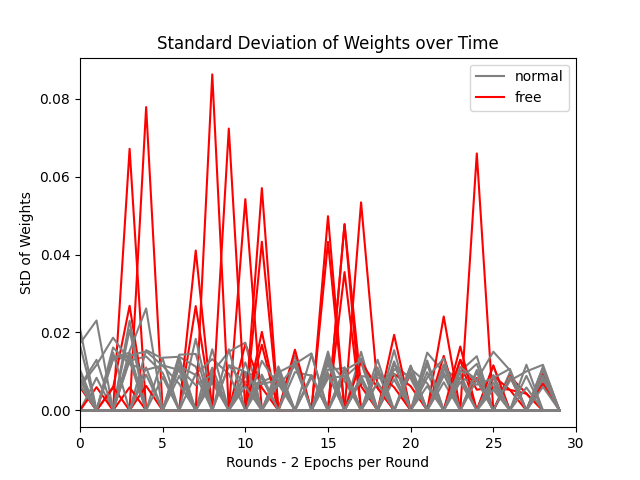 Standard Deviation of Weights over Time
normal
free
StD of Weights
0.08
0.06
0.04
0.02
0.00
0 5 10 15 20 25 30
Rounds - 2 Epochs per Round